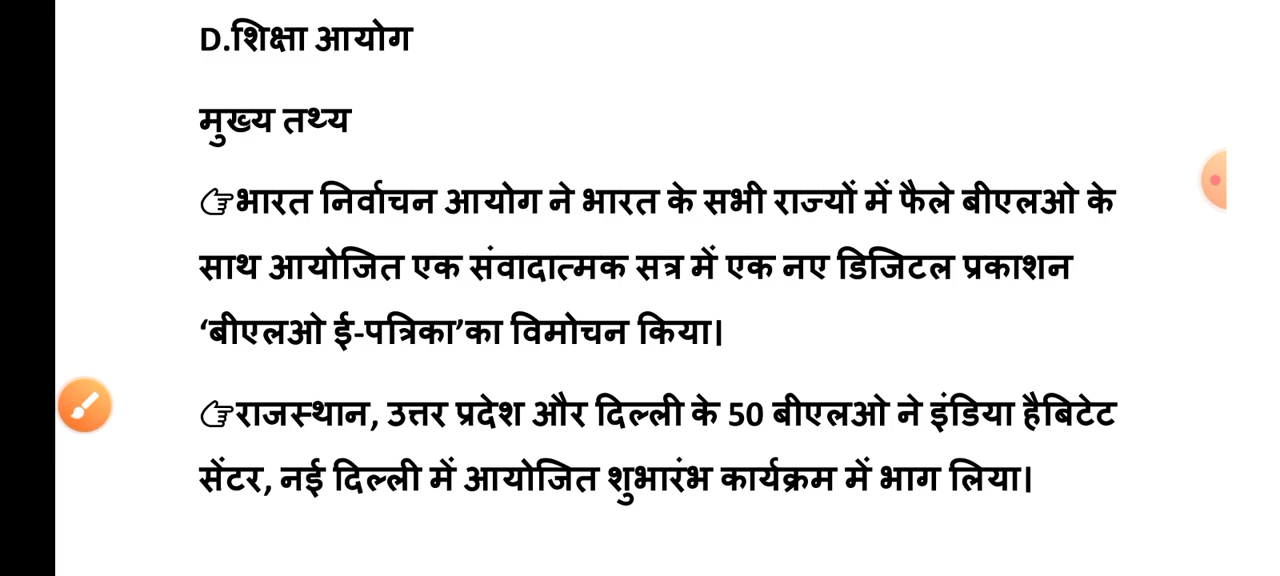 D.शिक्षा आयोग
मुख्य तथ्य
👉भारत निर्वाचन आयोग ने भारत के सभी राज्यों में फैले बीएलओ के
साथ आयोजित एक संवादात्मक सत्र में एक नए डिजिटल प्रकाशन
‘बीएलओ ई-पत्रिका’का विमोचन किया।
👉राजस्थान, उत्तर प्रदेश और दिल्ली के 50 बीएलओ ने इंडिया हैबिटेट
सेंटर, नई दिल्ली में आयोजित शुभारंभ कार्यक्रम में भाग लिया।